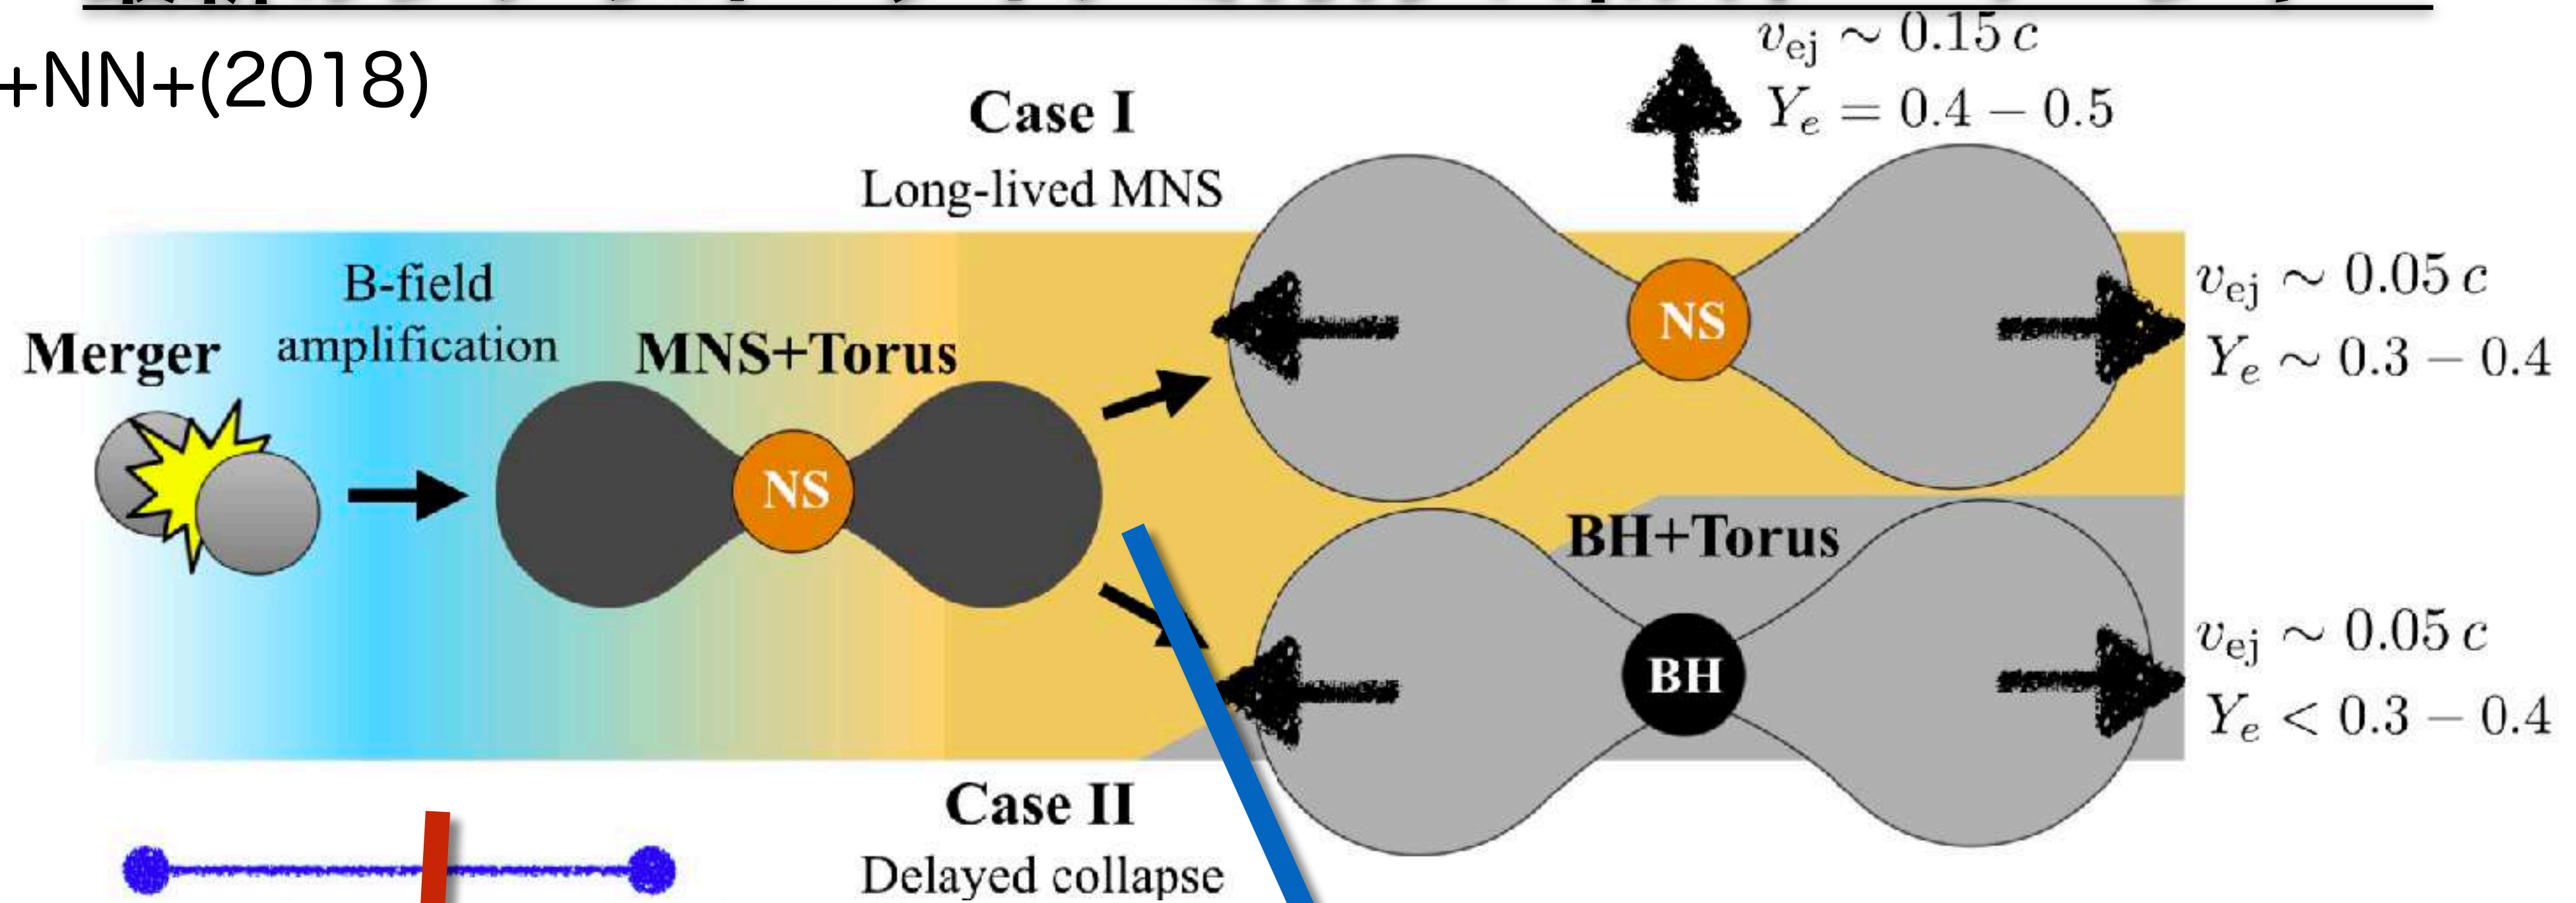 +NN+(2018)
Case I
Long-lived MNS
v_ej ∼ 0.15 c
Y_e = 0.4 − 0.5
B-field
amplification
Merger
MNS+Torus
NS
NS
v_ej ∼ 0.05 c
Y_e ∼ 0.3 − 0.4
BH+Torus
BH
v_ej ∼ 0.05 c
Y_e < 0.3 − 0.4
Case II
Delayed collapse